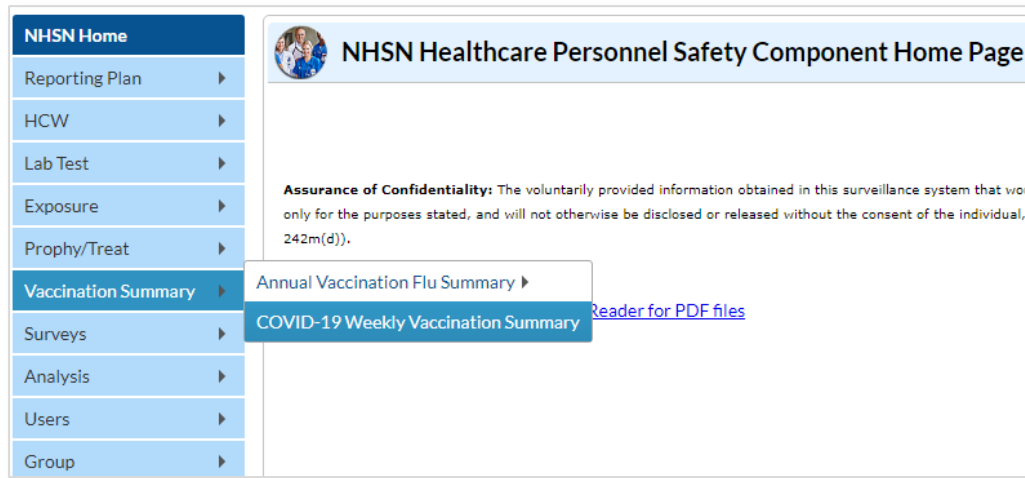 NHSN Home
Reporting Plan
HCW
Lab Test
Exposure
Prophy/Treat
Vaccination Summary
Surveys
Analysis
Users
Group
Annual Vaccination Flu Summary
COVID-19 Weekly Vaccination Summary
NHSN Healthcare Personnel Safety Component Home Page
Assurance of Confidentiality: The voluntarily provided information obtained in this surveillance system that
only for the purposes stated, and will not otherwise be disclosed or released without the consent of the individual,
242m(d)).
Reader for PDF files